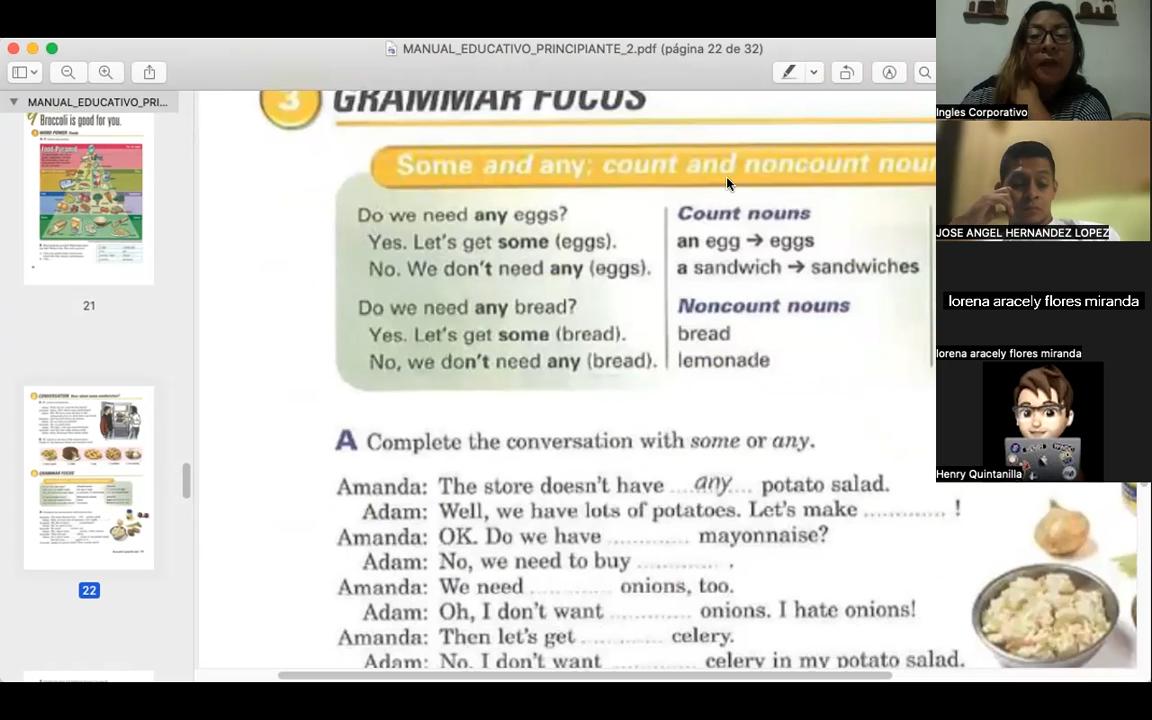 MANUAL_EDUCATIVO_PRINCIPIANTE_2.pdf (página 22 de 32)
MANUAL_EDUCATIVO_PRI...
Broccoli is good for you.
21
22
3 GRAMMAR FOCUS
Some and any; count and noncount nou
Do we need any eggs?
Yes. Let's get some (eggs).
No. We don't need any (eggs).
Do we need any bread?
Yes. Let's get some (bread).
No, we don't need any (bread).
Count nouns
an egg → eggs
a sandwich → sandwiches
Noncount nouns
bread
lemonade
A Complete the conversation with some or any.
Amanda: The store doesn't have ....any.... potato salad.
Adam: Well, we have lots of potatoes. Let's make ............ !
Amanda: OK. Do we have ............ mayonnaise?
Adam: No, we need to buy ............ .
Amanda: We need ............ onions, too.
Adam: Oh, I don't want ............ onions. I hate onions!
Amanda: Then let's get ............ celery.
Adam: No, I don't want ............ celery in my potato salad.
Ingles Corporativo
JOSE ANGEL HERNANDEZ LOPEZ
lorena aracely flores miranda
lorena aracely flores miranda
Henry Quintanilla